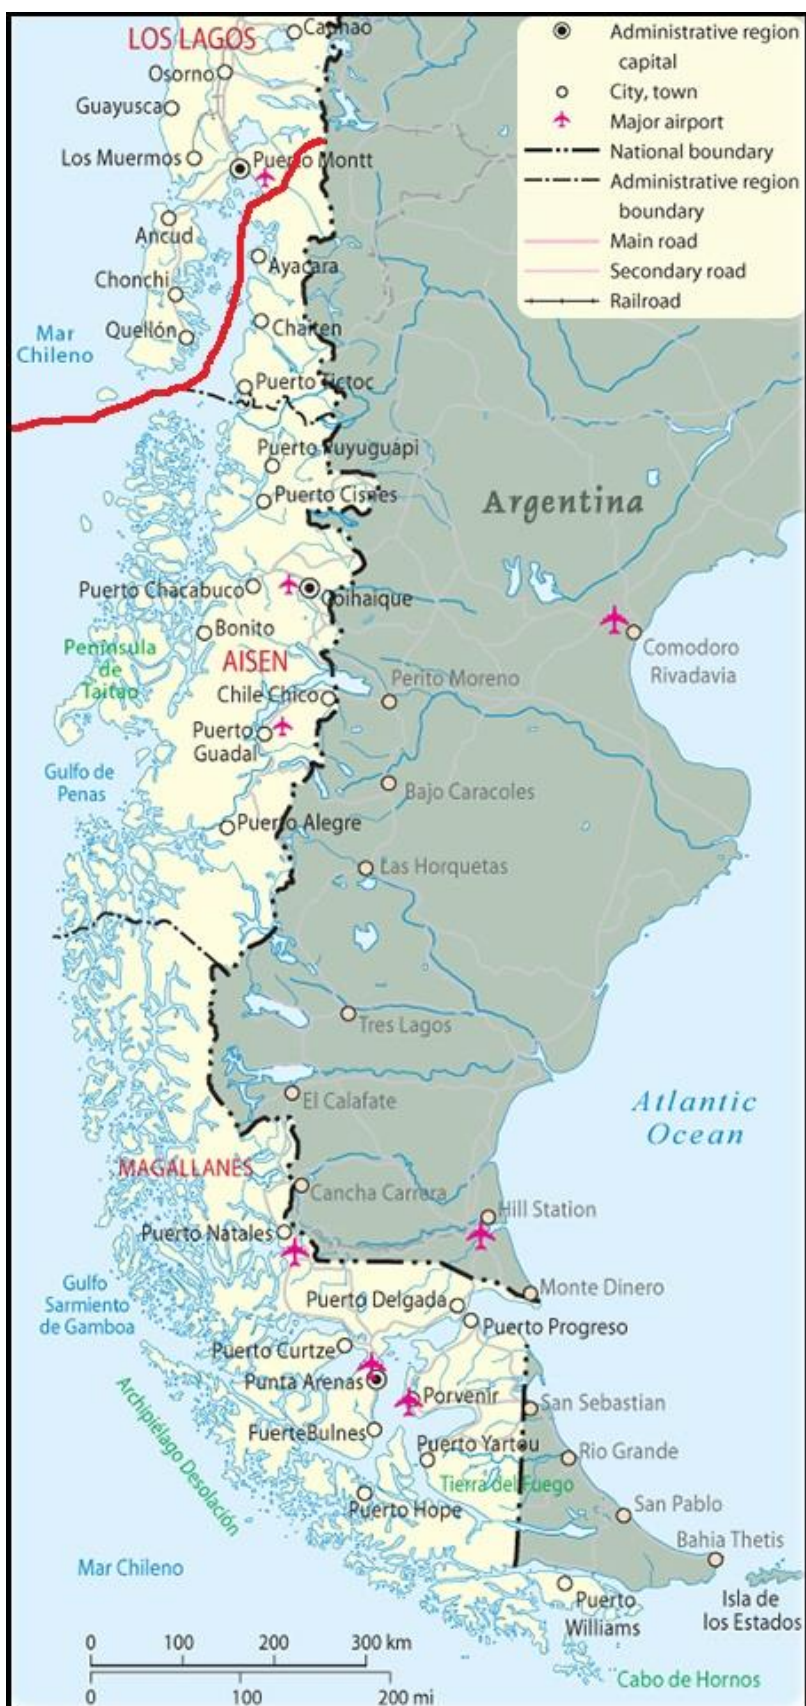 LOS LAGOS
Cauñao
Osorno
Guayusca
Los Muermos
Puerto Montt
Ancud
Ayacara
Chonchi
Quellón
Chaiten
Mar
Chileno
Puerto Tictoc
Puerto Puyuguapi
Puerto Cisnes
Argentina
Puerto Chacabuco
Coihaique
Bonito
Peninsula
de
Taitao
AISEN
Comodoro
Rivadavia
Perito Moreno
Chile Chico
Puerto
Guadal
Gulfo de
Penas
Bajo Caracoles
Puerto Alegre
Las Horquetas
Tres Lagos
El Calafate
Atlantic
Ocean
MAGALLANES
Cancha Carrera
Hill Station
Puerto Natales
Gulfo
Sarmiento
de Gamboa
Monte Dinero
Puerto Delgada
Puerto Progreso
Puerto Curtze
Punta Arenas
Porvenir
San Sebastian
Archipiélago Desolación
FuerteBulnes
Puerto Yartou
Rio Grande
Tierra del Fuego
Puerto Hope
San Pablo
Bahia Thetis
Mar Chileno
Puerto
Williams
Isla de
los Estados
Cabo de Hornos
0 100 200 300 km
0 100 200 mi
Administrative region
capital
City, town
Major airport
National boundary
Administrative region
boundary
Main road
Secondary road
Railroad